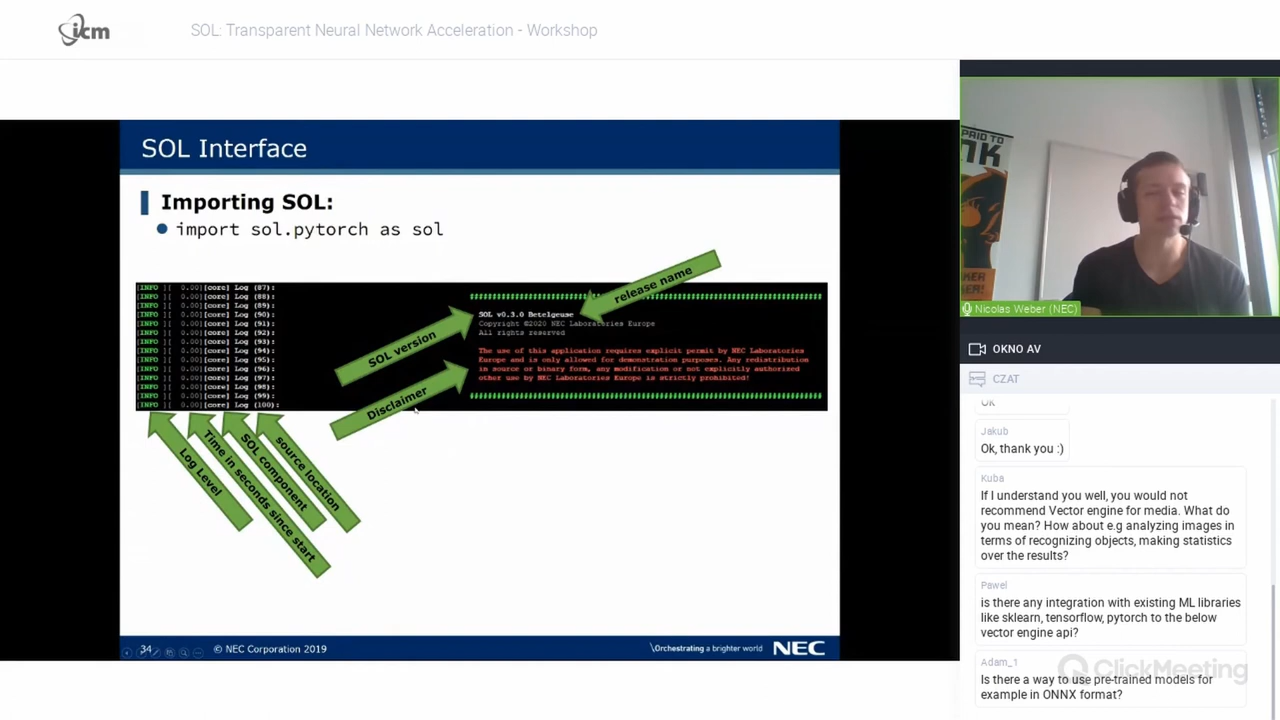 icm
SOL: Transparent Neural Network Acceleration - Workshop
SOL Interface
Importing SOL:
import sol.pytorch as sol
release name
[INFO ][ 0.00][core] Log (87):
[INFO ][ 0.00][core] Log (88):
[INFO ][ 0.00][core] Log (89):
[INFO ][ 0.00][core] Log (90):
[INFO ][ 0.00][core] Log (91):
[INFO ][ 0.00][core] Log (92):
[INFO ][ 0.00][core] Log (93):
[INFO ][ 0.00][core] Log (94):
[INFO ][ 0.00][core] Log (95):
[INFO ][ 0.00][core] Log (96):
[INFO ][ 0.00][core] Log (97):
[INFO ][ 0.00][core] Log (98):
[INFO ][ 0.00][core] Log (99):
[INFO ][ 0.00][core] Log (100):
SOL v0.3.0 Betelgeuse
Copyright ©2020 NEC Laboratories Europe
All rights reserved
The use of this application requires explicit permit by NEC Laboratories
Europe and is only allowed for demonstration purposes. Any redistribution
in source or binary form, any modification or not explicitly authorized
other use by NEC Laboratories Europe is strictly prohibited!
SOL version
Disclaimer
Log Level
Time in seconds since start
SOL component
source location
34
© NEC Corporation 2019
\Orchestrating a brighter world
NEC
PAID TO
Nicolas Weber (NEC)
OKNO AV
CZAT
Ok
Jakub
Ok, thank you :)
Kuba
If I understand you well, you would not
recommend Vector engine for media. What do
you mean? How about e.g analyzing images in
terms of recognizing objects, making statistics
over the results?
Pawel
is there any integration with existing ML libraries
like sklearn, tensorflow, pytorch to the below
vector engine api?
Adam_1
Is there a way to use pre-trained models for
example in ONNX format?
ClickMeeting